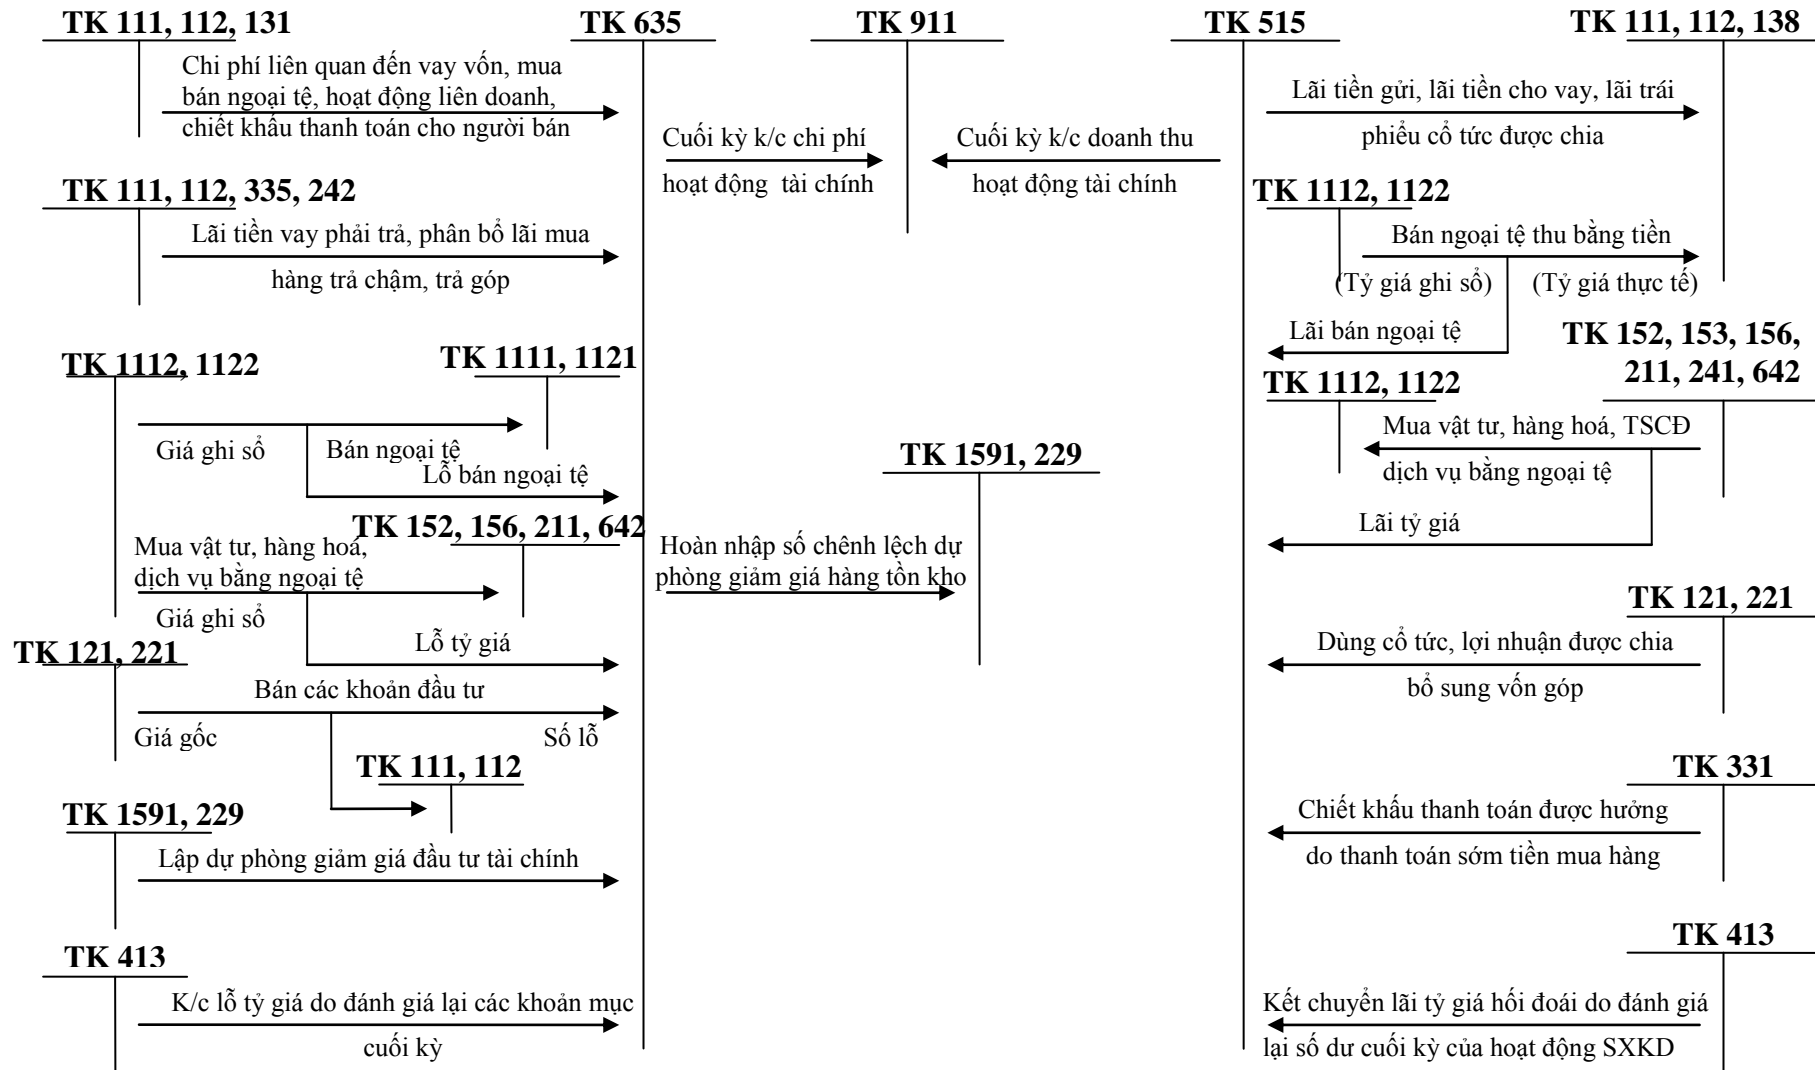 TK 111, 112, 131
TK 635
TK 911
TK 515
TK 111, 112, 138
Chi phí liên quan đến vay vốn, mua
bán ngoại tệ, hoạt động liên doanh,
chiết khấu thanh toán cho người bán
Lãi tiền gửi, lãi tiền cho vay, lãi trái
phiếu cổ tức được chia
Cuối kỳ k/c chi phí
hoạt động tài chính
Cuối kỳ k/c doanh thu
hoạt động tài chính
TK 111, 112, 335, 242
Lãi tiền vay phải trả, phân bổ lãi mua
hàng trả chậm, trả góp
TK 1112, 1122
Bán ngoại tệ thu bằng tiền
(Tỷ giá ghi sổ)
(Tỷ giá thực tế)
Lãi bán ngoại tệ
TK 1112, 1122
TK 1111, 1121
Giá ghi sổ
Bán ngoại tệ
Lỗ bán ngoại tệ
TK 152, 153, 156,
211, 241, 642
TK 1112, 1122
Mua vật tư, hàng hoá, TSCĐ
dịch vụ bằng ngoại tệ
Lãi tỷ giá
TK 1591, 229
Hoàn nhập số chênh lệch dự
phòng giảm giá hàng tồn kho
TK 152, 156, 211, 642
Mua vật tư, hàng hoá,
dịch vụ bằng ngoại tệ
Giá ghi sổ
Lỗ tỷ giá
TK 121, 221
Dùng cổ tức, lợi nhuận được chia
bổ sung vốn góp
TK 121, 221
Bán các khoản đầu tư
Giá gốc
Số lỗ
TK 111, 112
TK 331
Chiết khấu thanh toán được hưởng
do thanh toán sớm tiền mua hàng
TK 1591, 229
Lập dự phòng giảm giá đầu tư tài chính
TK 413
K/c lỗ tỷ giá do đánh giá lại các khoản mục
cuối kỳ
TK 413
Kết chuyển lãi tỷ giá hối đoái do đánh giá
lại số dư cuối kỳ của hoạt động SXKD